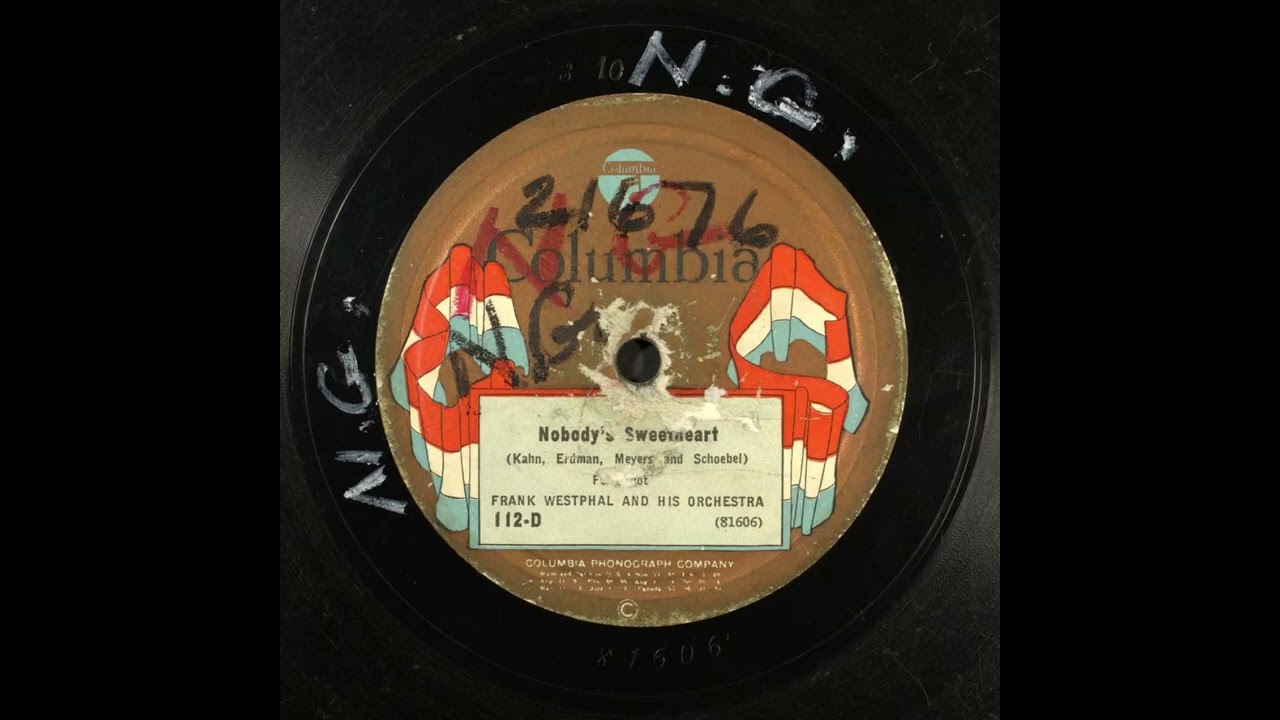 3 10
N.G.
Columbia
21676
N G
Columbia
N.G.
N.G.
Nobody's Sweetheart
(Kahn, Erdman, Meyers and Schoebel)
FRANK WESTPHAL AND HIS ORCHESTRA
112-D (81606)
COLUMBIA PHONOGRAPH COMPANY
©
81606